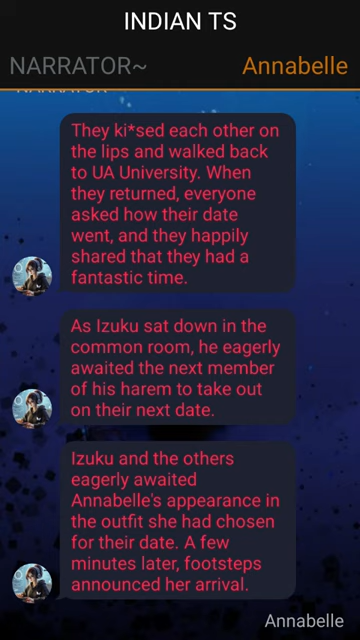 INDIAN TS
NARRATOR~ Annabelle
They ki*sed each other on
the lips and walked back
to UA University. When
they returned, everyone
asked how their date
went, and they happily
shared that they had a
fantastic time.
As Izuku sat down in the
common room, he eagerly
awaited the next member
of his harem to take out
on their next date.
Izuku and the others
eagerly awaited
Annabelle's appearance in
the outfit she had chosen
for their date. A few
minutes later, footsteps
announced her arrival.
Annabelle